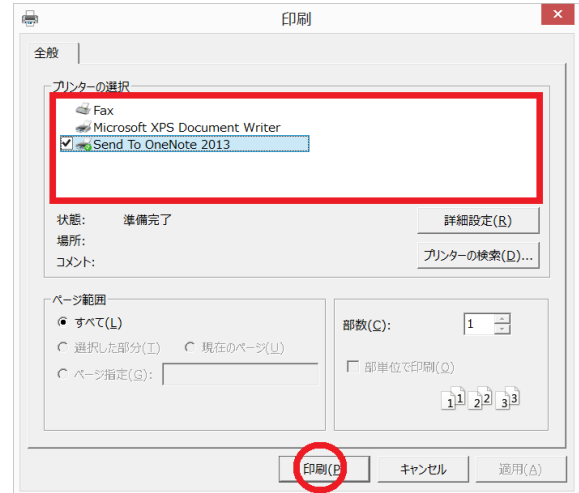 印刷
全般
プリンターの選択
Fax
Microsoft XPS Document Writer
Send To OneNote 2013
状態: 準備完了
詳細設定(R)
場所:
プリンターの検索(D)...
コメント:
ページ範囲
すべて(L)
選択した部分(T) 現在のページ(U)
ページ指定(G):
部数(C): 1
部単位で印刷(O)
1 1 2 2 3 3
印刷(P
キャンセル
適用(A)